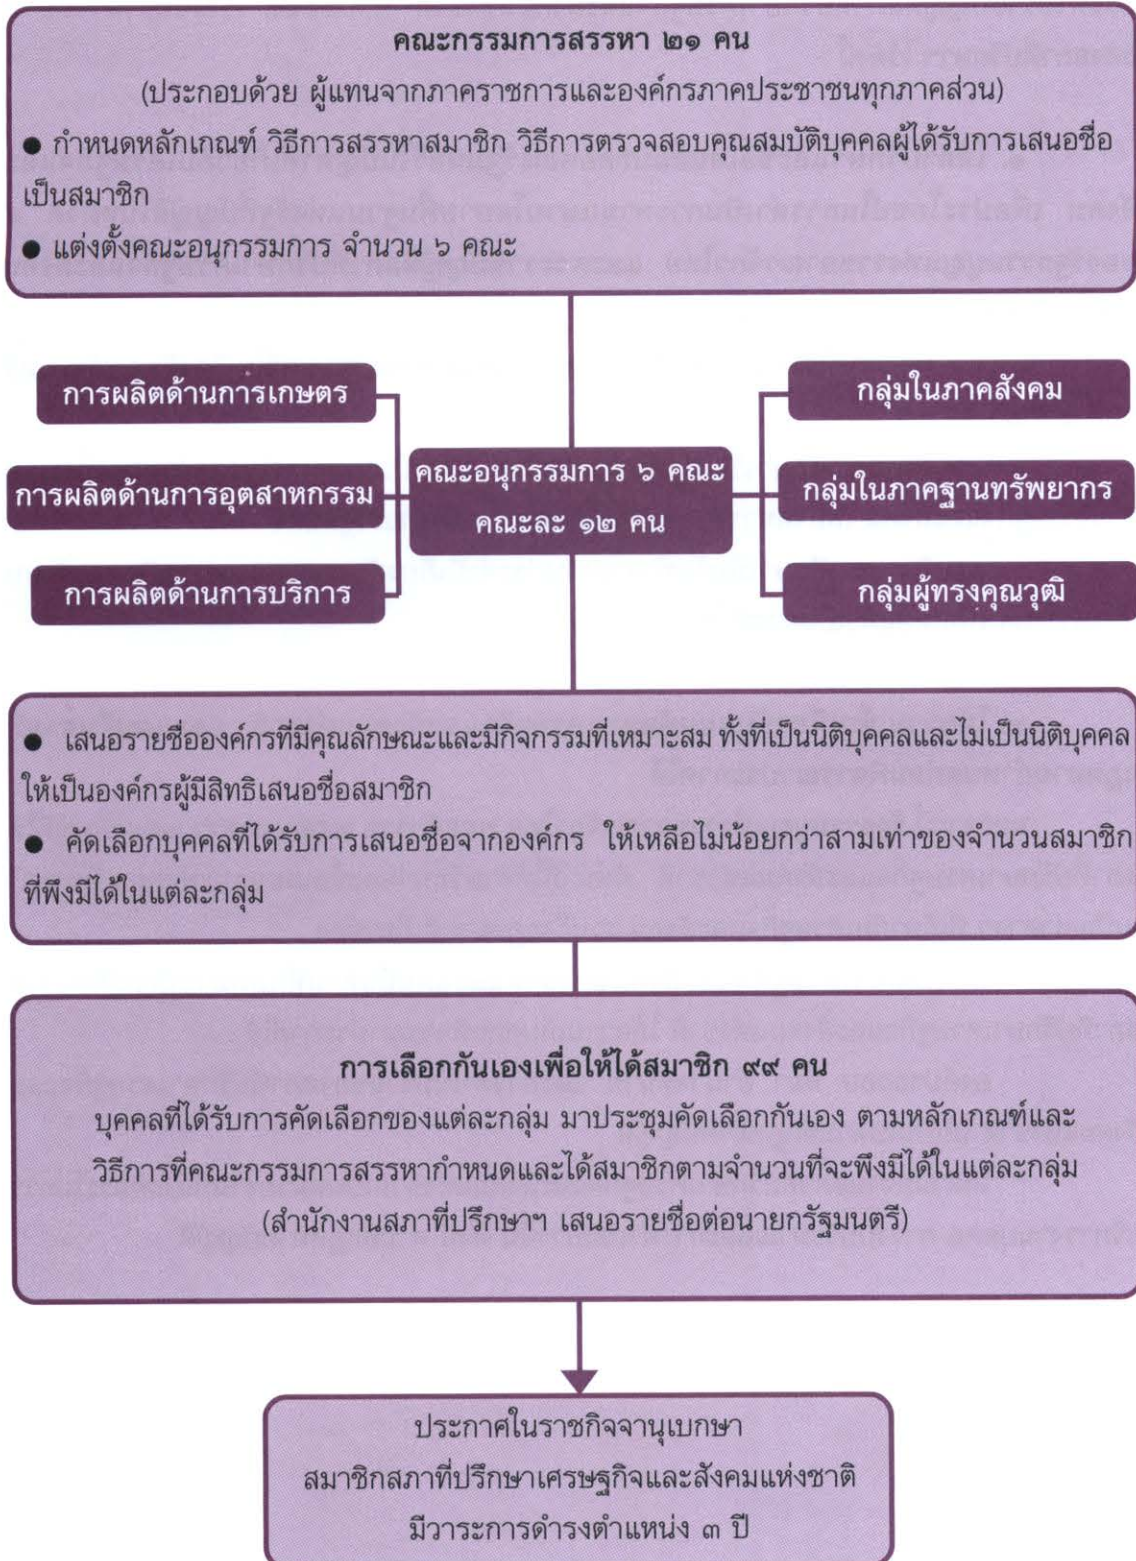 คณะกรรมการสรรหา ๒๑ คน
(ประกอบด้วย ผู้แทนจากภาคราชการและองค์กรภาคประชาชนทุกภาคส่วน)
● กำหนดหลักเกณฑ์ วิธีการสรรหาสมาชิก วิธีการตรวจสอบคุณสมบัติบุคคลผู้ได้รับการเสนอชื่อ
เป็นสมาชิก
● แต่งตั้งคณะอนุกรรมการ จำนวน ๖ คณะ
การผลิตด้านการเกษตร
การผลิตด้านการอุตสาหกรรม
การผลิตด้านการบริการ
คณะอนุกรรมการ ๖ คณะ
คณะละ ๑๒ คน
กลุ่มในภาคสังคม
กลุ่มในภาคฐานทรัพยากร
กลุ่มผู้ทรงคุณวุฒิ
● เสนอรายชื่อองค์กรที่มีคุณลักษณะและมีกิจกรรมที่เหมาะสม ทั้งที่เป็นนิติบุคคลและไม่เป็นนิติบุคคล
ให้เป็นองค์กรผู้มีสิทธิเสนอชื่อสมาชิก
● คัดเลือกบุคคลที่ได้รับการเสนอชื่อจากองค์กร ให้เหลือไม่น้อยกว่าสามเท่าของจำนวนสมาชิก
ที่พึงมีได้ในแต่ละกลุ่ม
การเลือกกันเองเพื่อให้ได้สมาชิก ๙๙ คน
บุคคลที่ได้รับการคัดเลือกของแต่ละกลุ่ม มาประชุมคัดเลือกกันเอง ตามหลักเกณฑ์และ
วิธีการที่คณะกรรมการสรรหากำหนดและได้สมาชิกตามจำนวนที่จะพึงมีได้ในแต่ละกลุ่ม
(สำนักงานสภาที่ปรึกษาฯ เสนอรายชื่อต่อนายกรัฐมนตรี)
ประกาศในราชกิจจานุเบกษา
สมาชิกสภาที่ปรึกษาเศรษฐกิจและสังคมแห่งชาติ
มีวาระการดำรงตำแหน่ง ๓ ปี